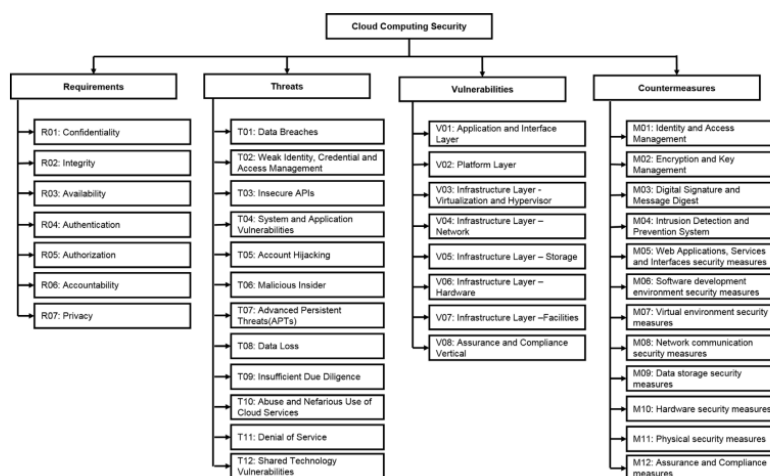 Cloud Computing Security
Requirements
R01: Confidentiality
R02: Integrity
R03: Availability
R04: Authentication
R05: Authorization
R06: Accountability
R07: Privacy
Threats
T01: Data Breaches
T02: Weak Identity, Credential and
Access Management
T03: Insecure APIs
T04: System and Application
Vulnerabilities
T05: Account Hijacking
T06: Malicious Insider
T07: Advanced Persistent
Threats(APTs)
T08: Data Loss
T09: Insufficient Due Diligence
T10: Abuse and Nefarious Use of
Cloud Services
T11: Denial of Service
T12: Shared Technology
Vulnerabilities
Vulnerabilities
V01: Application and Interface
Layer
V02: Platform Layer
V03: Infrastructure Layer -
Virtualization and Hypervisor
V04: Infrastructure Layer –
Network
V05: Infrastructure Layer – Storage
V06: Infrastructure Layer –
Hardware
V07: Infrastructure Layer –Facilities
V08: Assurance and Compliance
Vertical
Countermeasures
M01: Identity and Access
Management
M02: Encryption and Key
Management
M03: Digital Signature and
Message Digest
M04: Intrusion Detection and
Prevention System
M05: Web Applications, Services
and Interfaces security measures
M06: Software development
environment security measures
M07: Virtual environment security
measures
M08: Network communication
security measures
M09: Data storage security
measures
M10: Hardware security measures
M11: Physical security measures
M12: Assurance and Compliance
measures